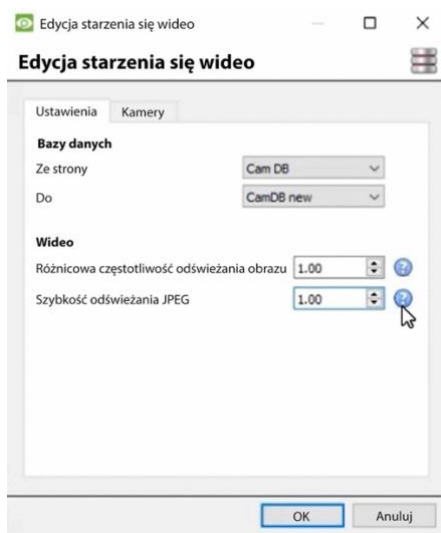 Edycja starzenia się wideo
Edycja starzenia się wideo
Ustawienia Kamery
Bazy danych
Ze strony Cam DB
Do CamDB new
Wideo
Różnicowa częstotliwość odświeżania obrazu 1.00 ?
Szybkość odświeżania JPEG 1.00 ?
OK Anuluj